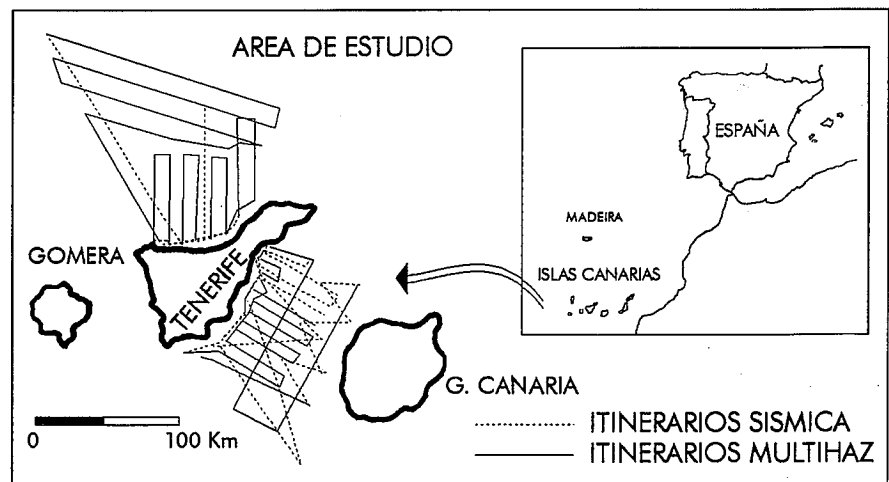 AREA DE ESTUDIO
ESPAÑA
MADEIRA
GOMERA
ISLAS CANARIAS
TENERIFE
G. CANARIA
0 100 Km
ITINERARIOS SISMICA
ITINERARIOS MULTIHAZ